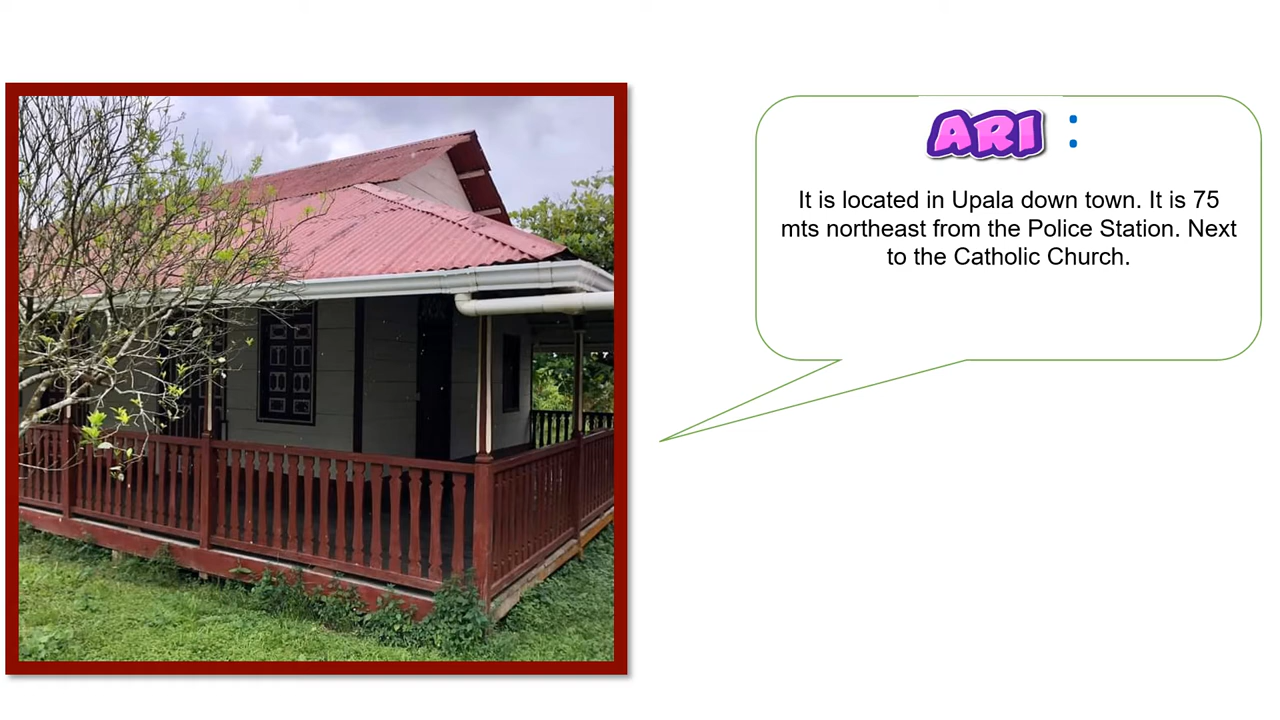 ARI :
It is located in Upala down town. It is 75
mts northeast from the Police Station. Next
to the Catholic Church.